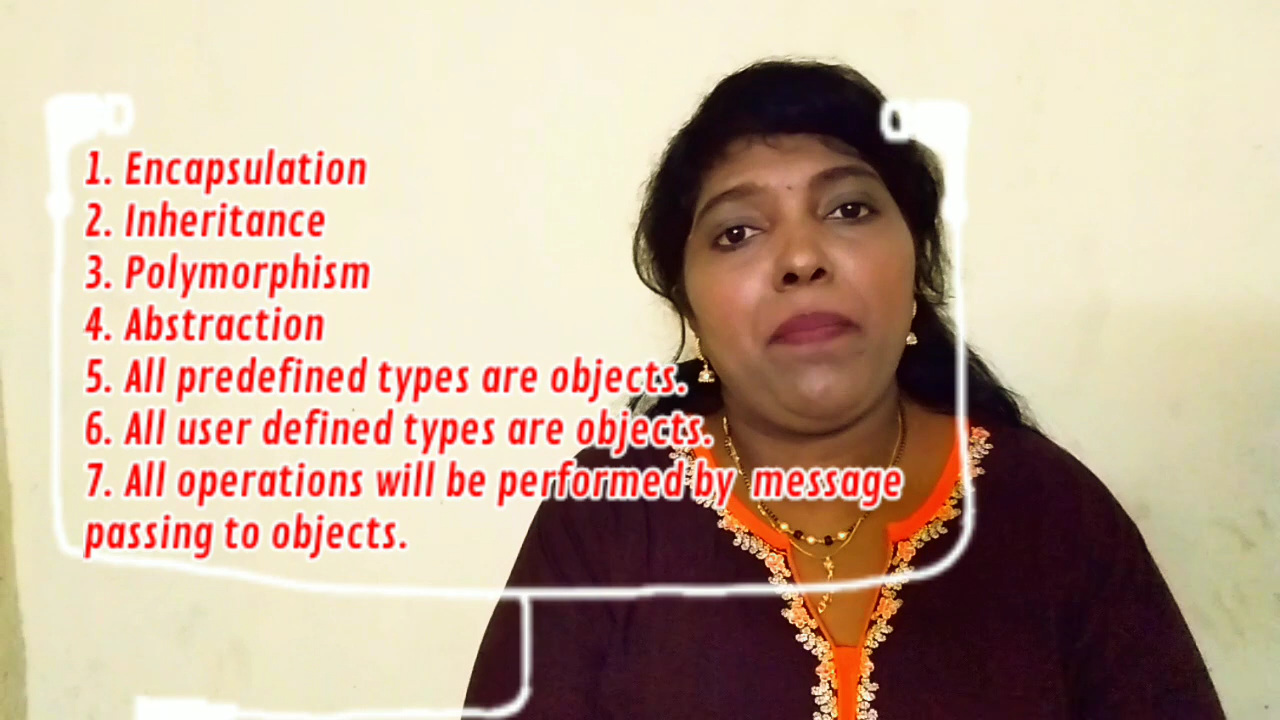 1. Encapsulation
2. Inheritance
3. Polymorphism
4. Abstraction
5. All predefined types are objects.
6. All user defined types are objects.
7. All operations will be performed by message
passing to objects.